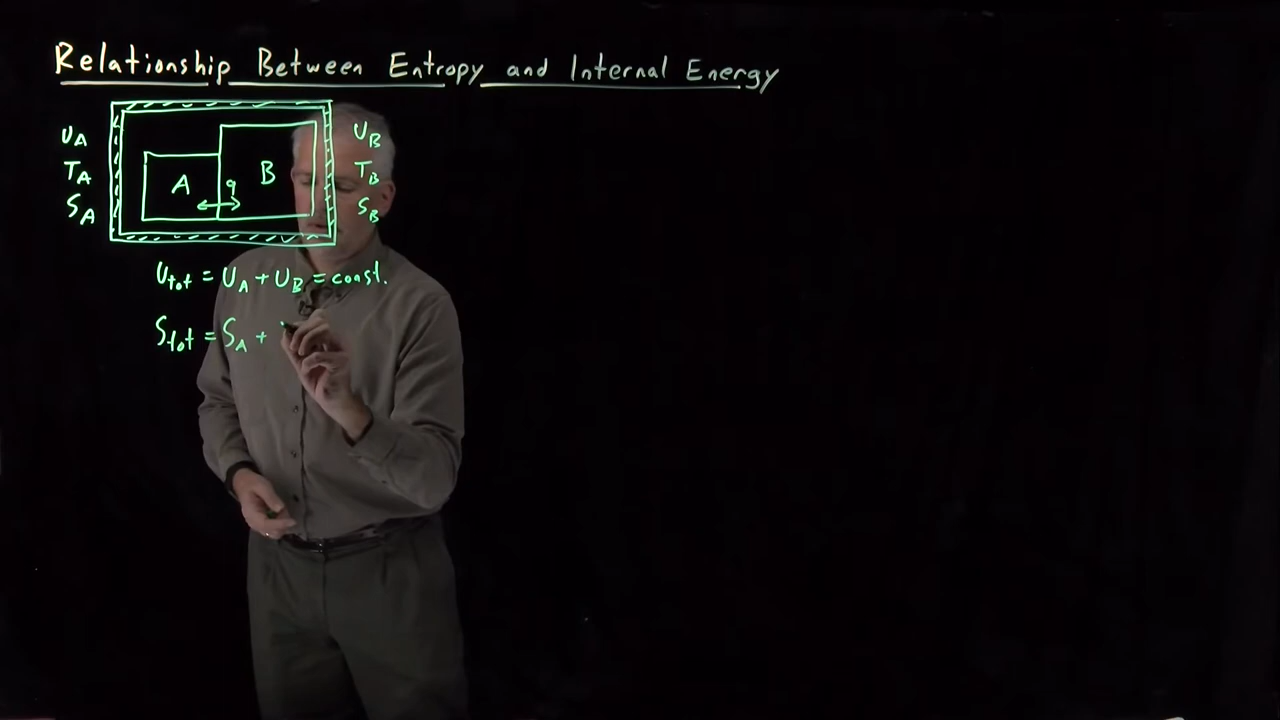 Relationship Between Entropy and Internal Energy
U_A
T_A
S_A
A
q
B
U_B
T_B
S_B
U_tot = U_A + U_B = const.
S_tot = S_A +